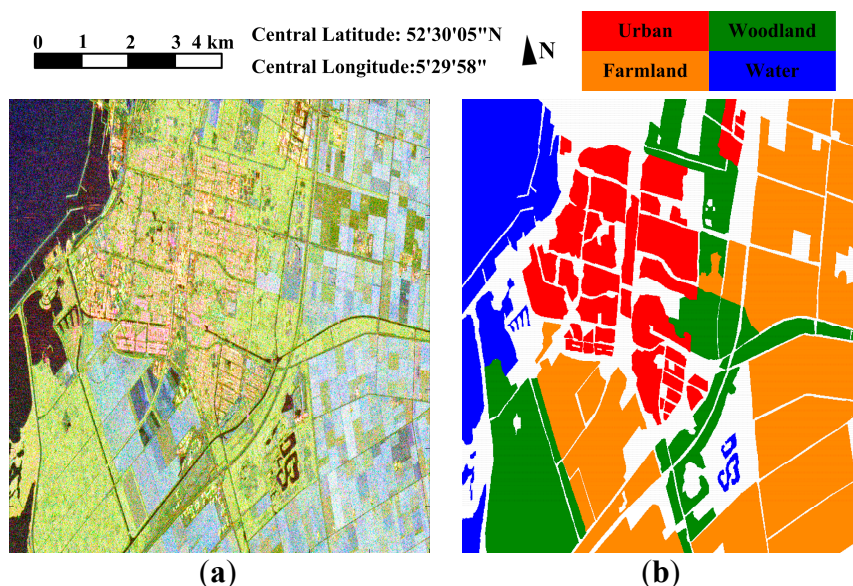 0 1 2 3 4 km
Central Latitude: 52'30'05"N
Central Longitude:5'29'58"
N
Urban Woodland
Farmland Water
(a) (b)